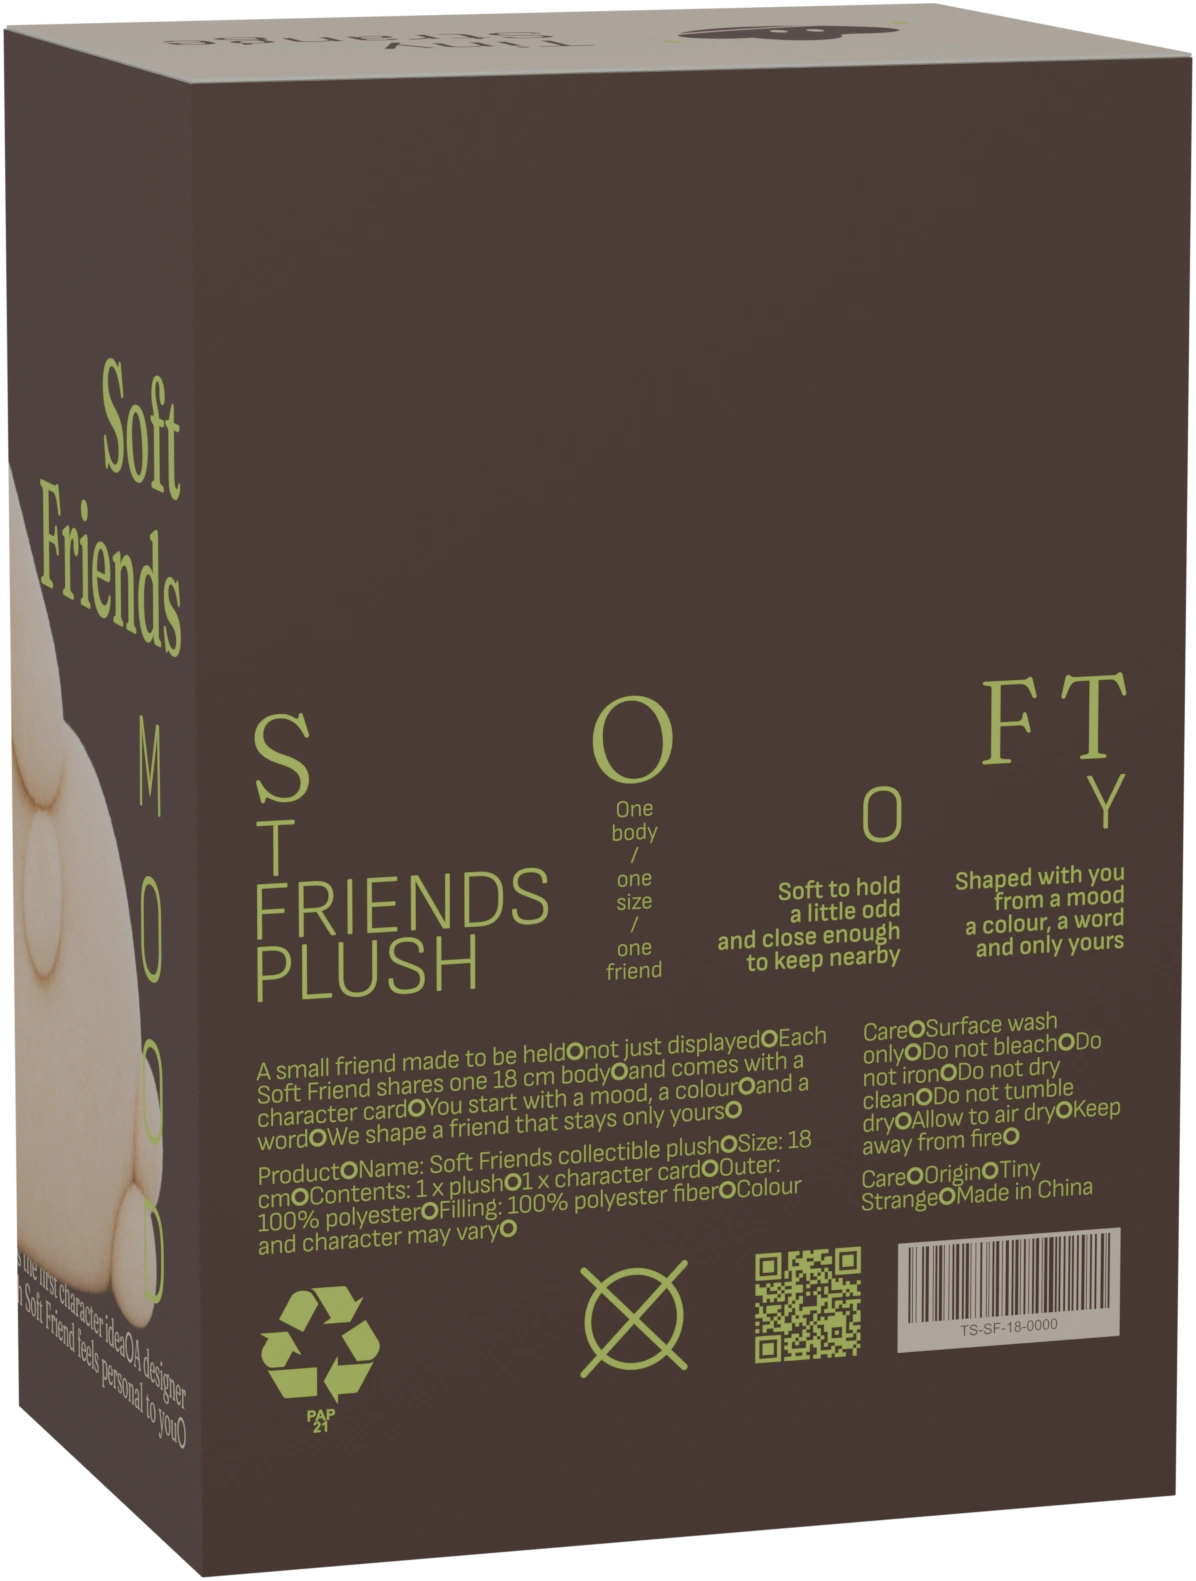 Tiny
Strange
Soft
Friends
M
O
O
D
the first character ideaOA designer
Soft Friend feels personal to youO
S O F T
T O Y
FRIENDS
PLUSH
One
body
/
one
size
/
one
friend
Soft to hold
a little odd
and close enough
to keep nearby
Shaped with you
from a mood
a colour, a word
and only yours
A small friend made to be heldOnot just displayedOEach
Soft Friend shares one 18 cm bodyOand comes with a
character cardOYou start with a mood, a colourOand a
wordOWe shape a friend that stays only yoursO
ProductOName: Soft Friends collectible plushOSize: 18
cmOContents: 1 x plushO1 x character cardOOuter:
100% polyesterOFilling: 100% polyester fiberOColour
and character may varyO
CareOSurface wash
onlyODo not bleachODo
not ironODo not dry
cleanODo not tumble
dryOAllow to air dryOKeep
away from fireO
CareOOriginOTiny
StrangeOMade in China
PAP
21
TS-SF-18-0000